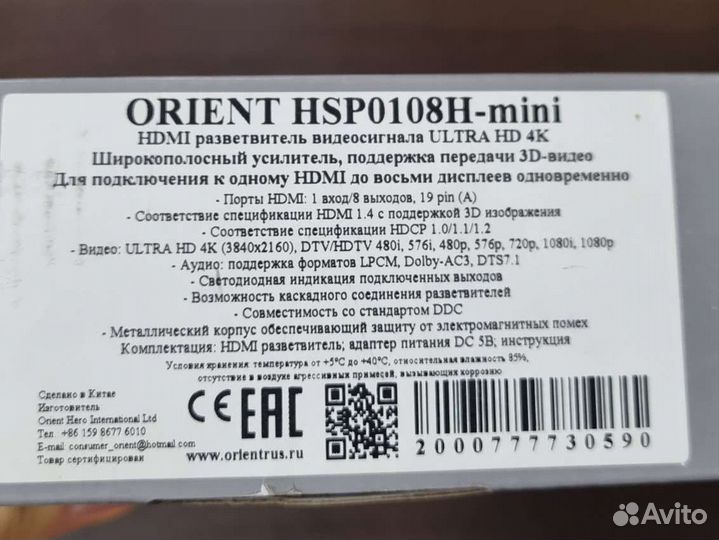 ORIENT HSP0108H-mini
HDMI разветвитель видеосигнала ULTRA HD 4K
Широкополосный усилитель, поддержка передачи 3D-видео
Для подключения к одному HDMI до восьми дисплеев одновременно
- Порты HDMI: 1 вход/8 выходов, 19 pin (A)
- Соответствие спецификации HDMI 1.4 с поддержкой 3D изображения
- Соответствие спецификации HDCP 1.0/1.1/1.2
- Видео: ULTRA HD 4K (3840x2160), DTV/HDTV 480i, 576i, 480p, 576p, 720p, 1080i, 1080p
- Аудио: поддержка форматов LPCM, Dolby-AC3, DTS7.1
- Светодиодная индикация подключенных выходов
- Возможность каскадного соединения разветвителей
- Совместимость со стандартом DDC
- Металлический корпус обеспечивающий защиту от электромагнитных помех
Комплектация: HDMI разветвитель; адаптер питания DC 5В; инструкция
Условия хранения: температура от +5°C до +40°C, относительная влажность 85%,
отсутствие в воздухе агрессивных примесей, вызывающих коррозию
Сделано в Китае
Изготовитель
Orient Hero International Ltd
Тел +86 159 8677 6010
E-mail consumer_orient@hotmail.com
Товар сертифицирован
CE EAC
www.orientrus.ru
2000777730590
Avito